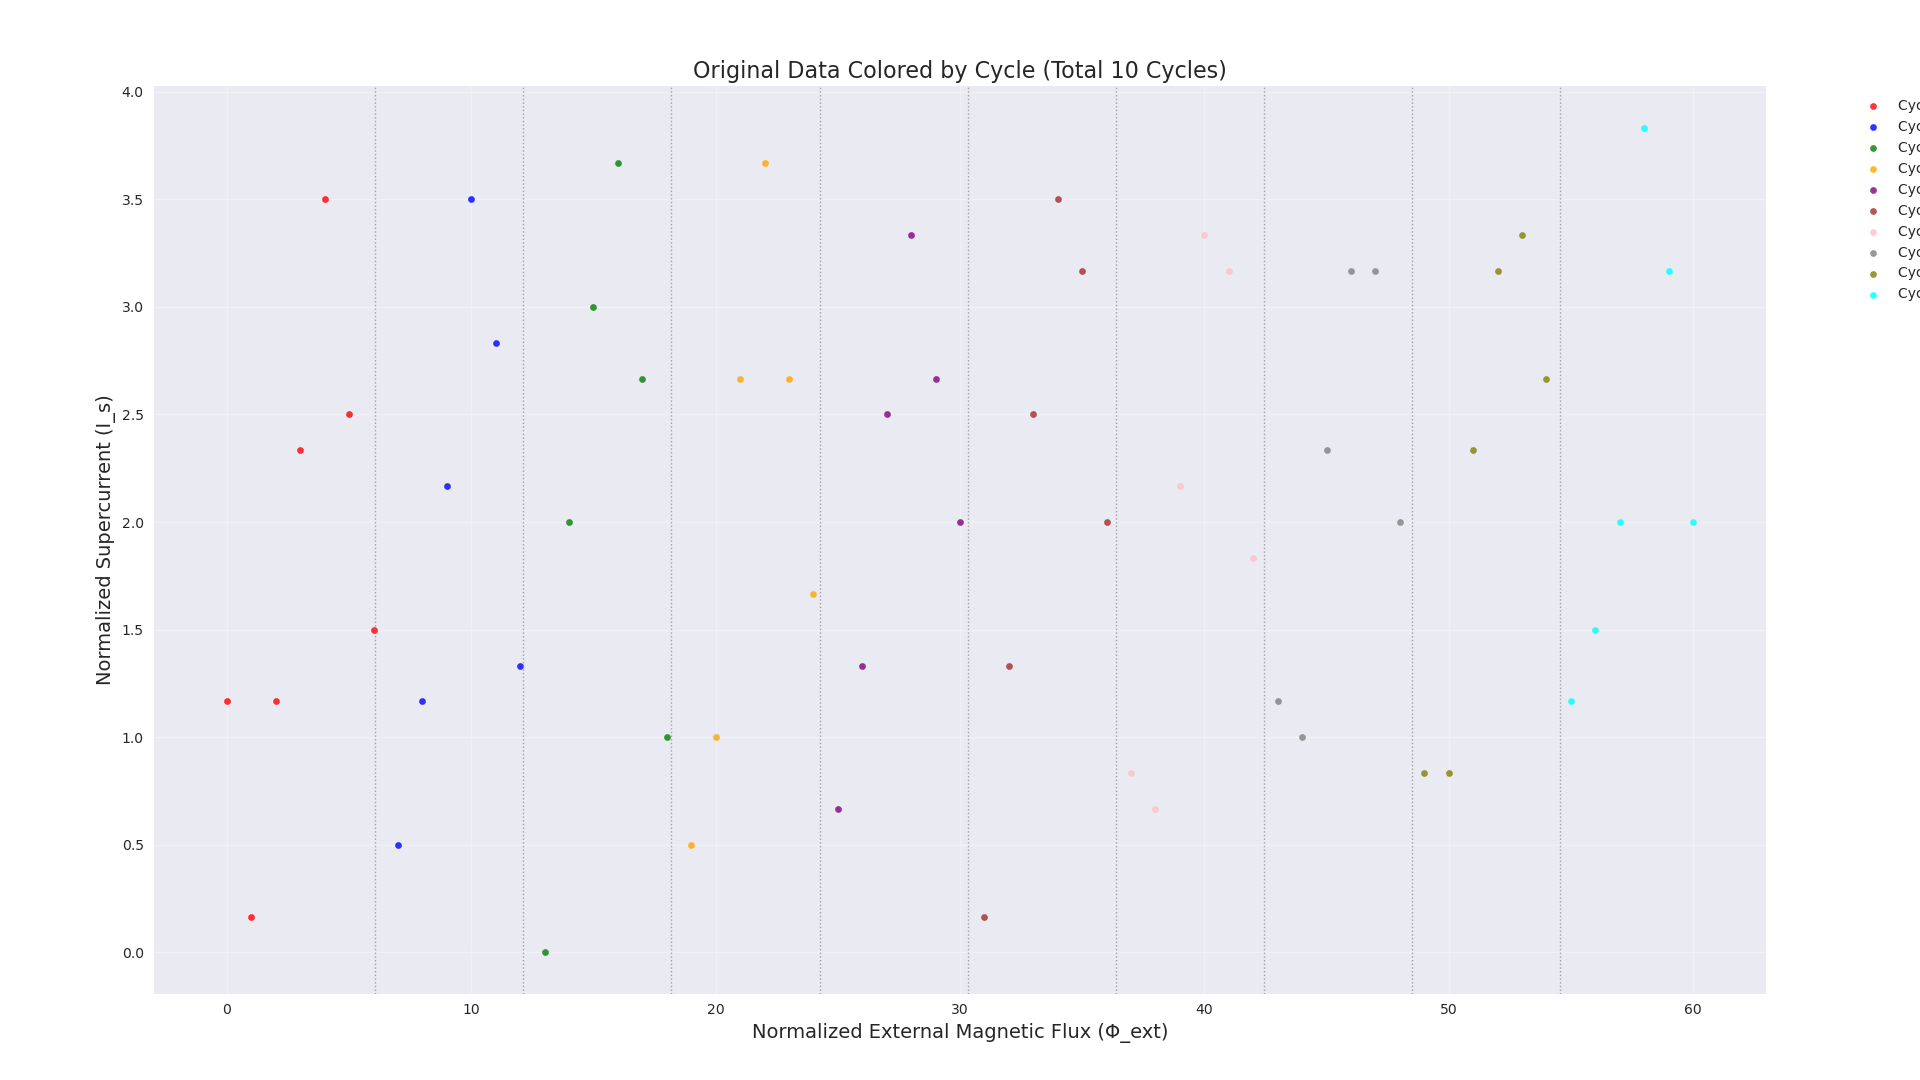 Original Data Colored by Cycle (Total 10 Cycles)
4.0
3.5
3.0
2.5
2.0
1.5
1.0
0.5
0.0
Normalized Supercurrent (I_s)
0 10 20 30 40 50 60
Normalized External Magnetic Flux (Φ_ext)
Cyc
Cyc
Cyc
Cyc
Cyc
Cyc
Cyc
Cyc
Cyc
Cyc